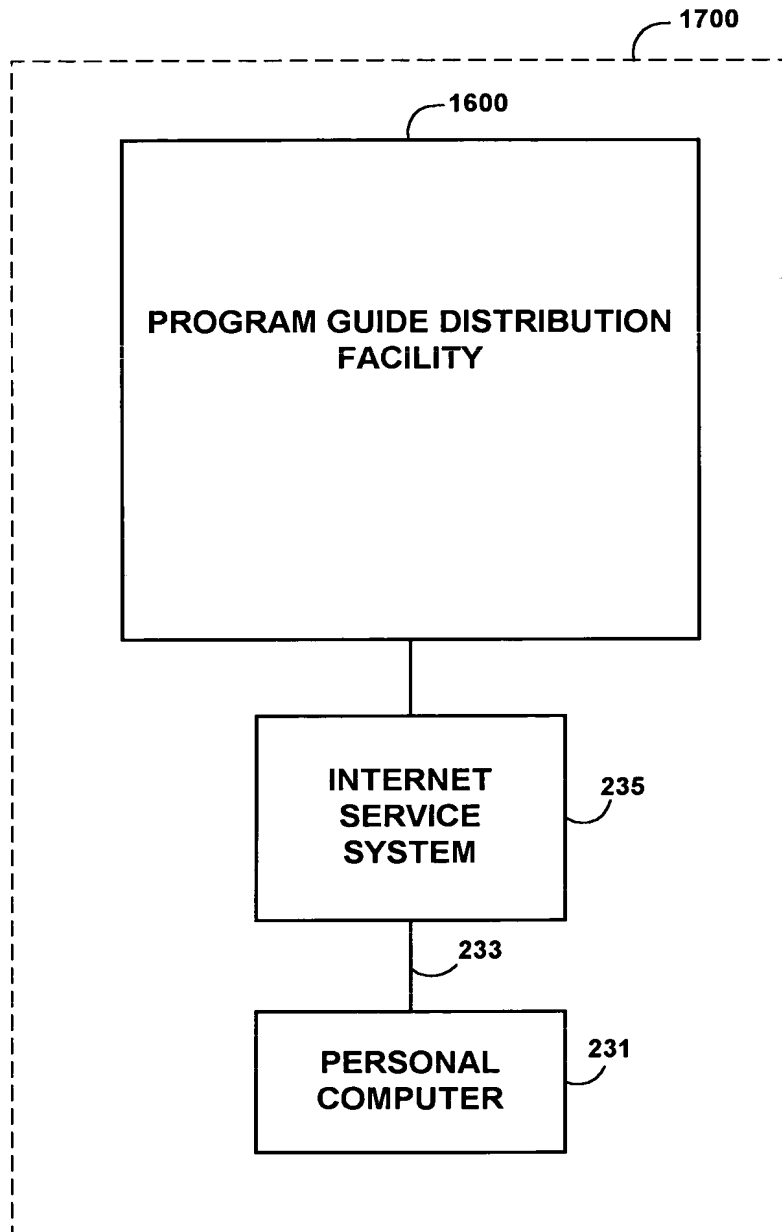 1700
1600
PROGRAM GUIDE DISTRIBUTION
FACILITY
INTERNET
SERVICE
SYSTEM
235
233
PERSONAL
COMPUTER
231